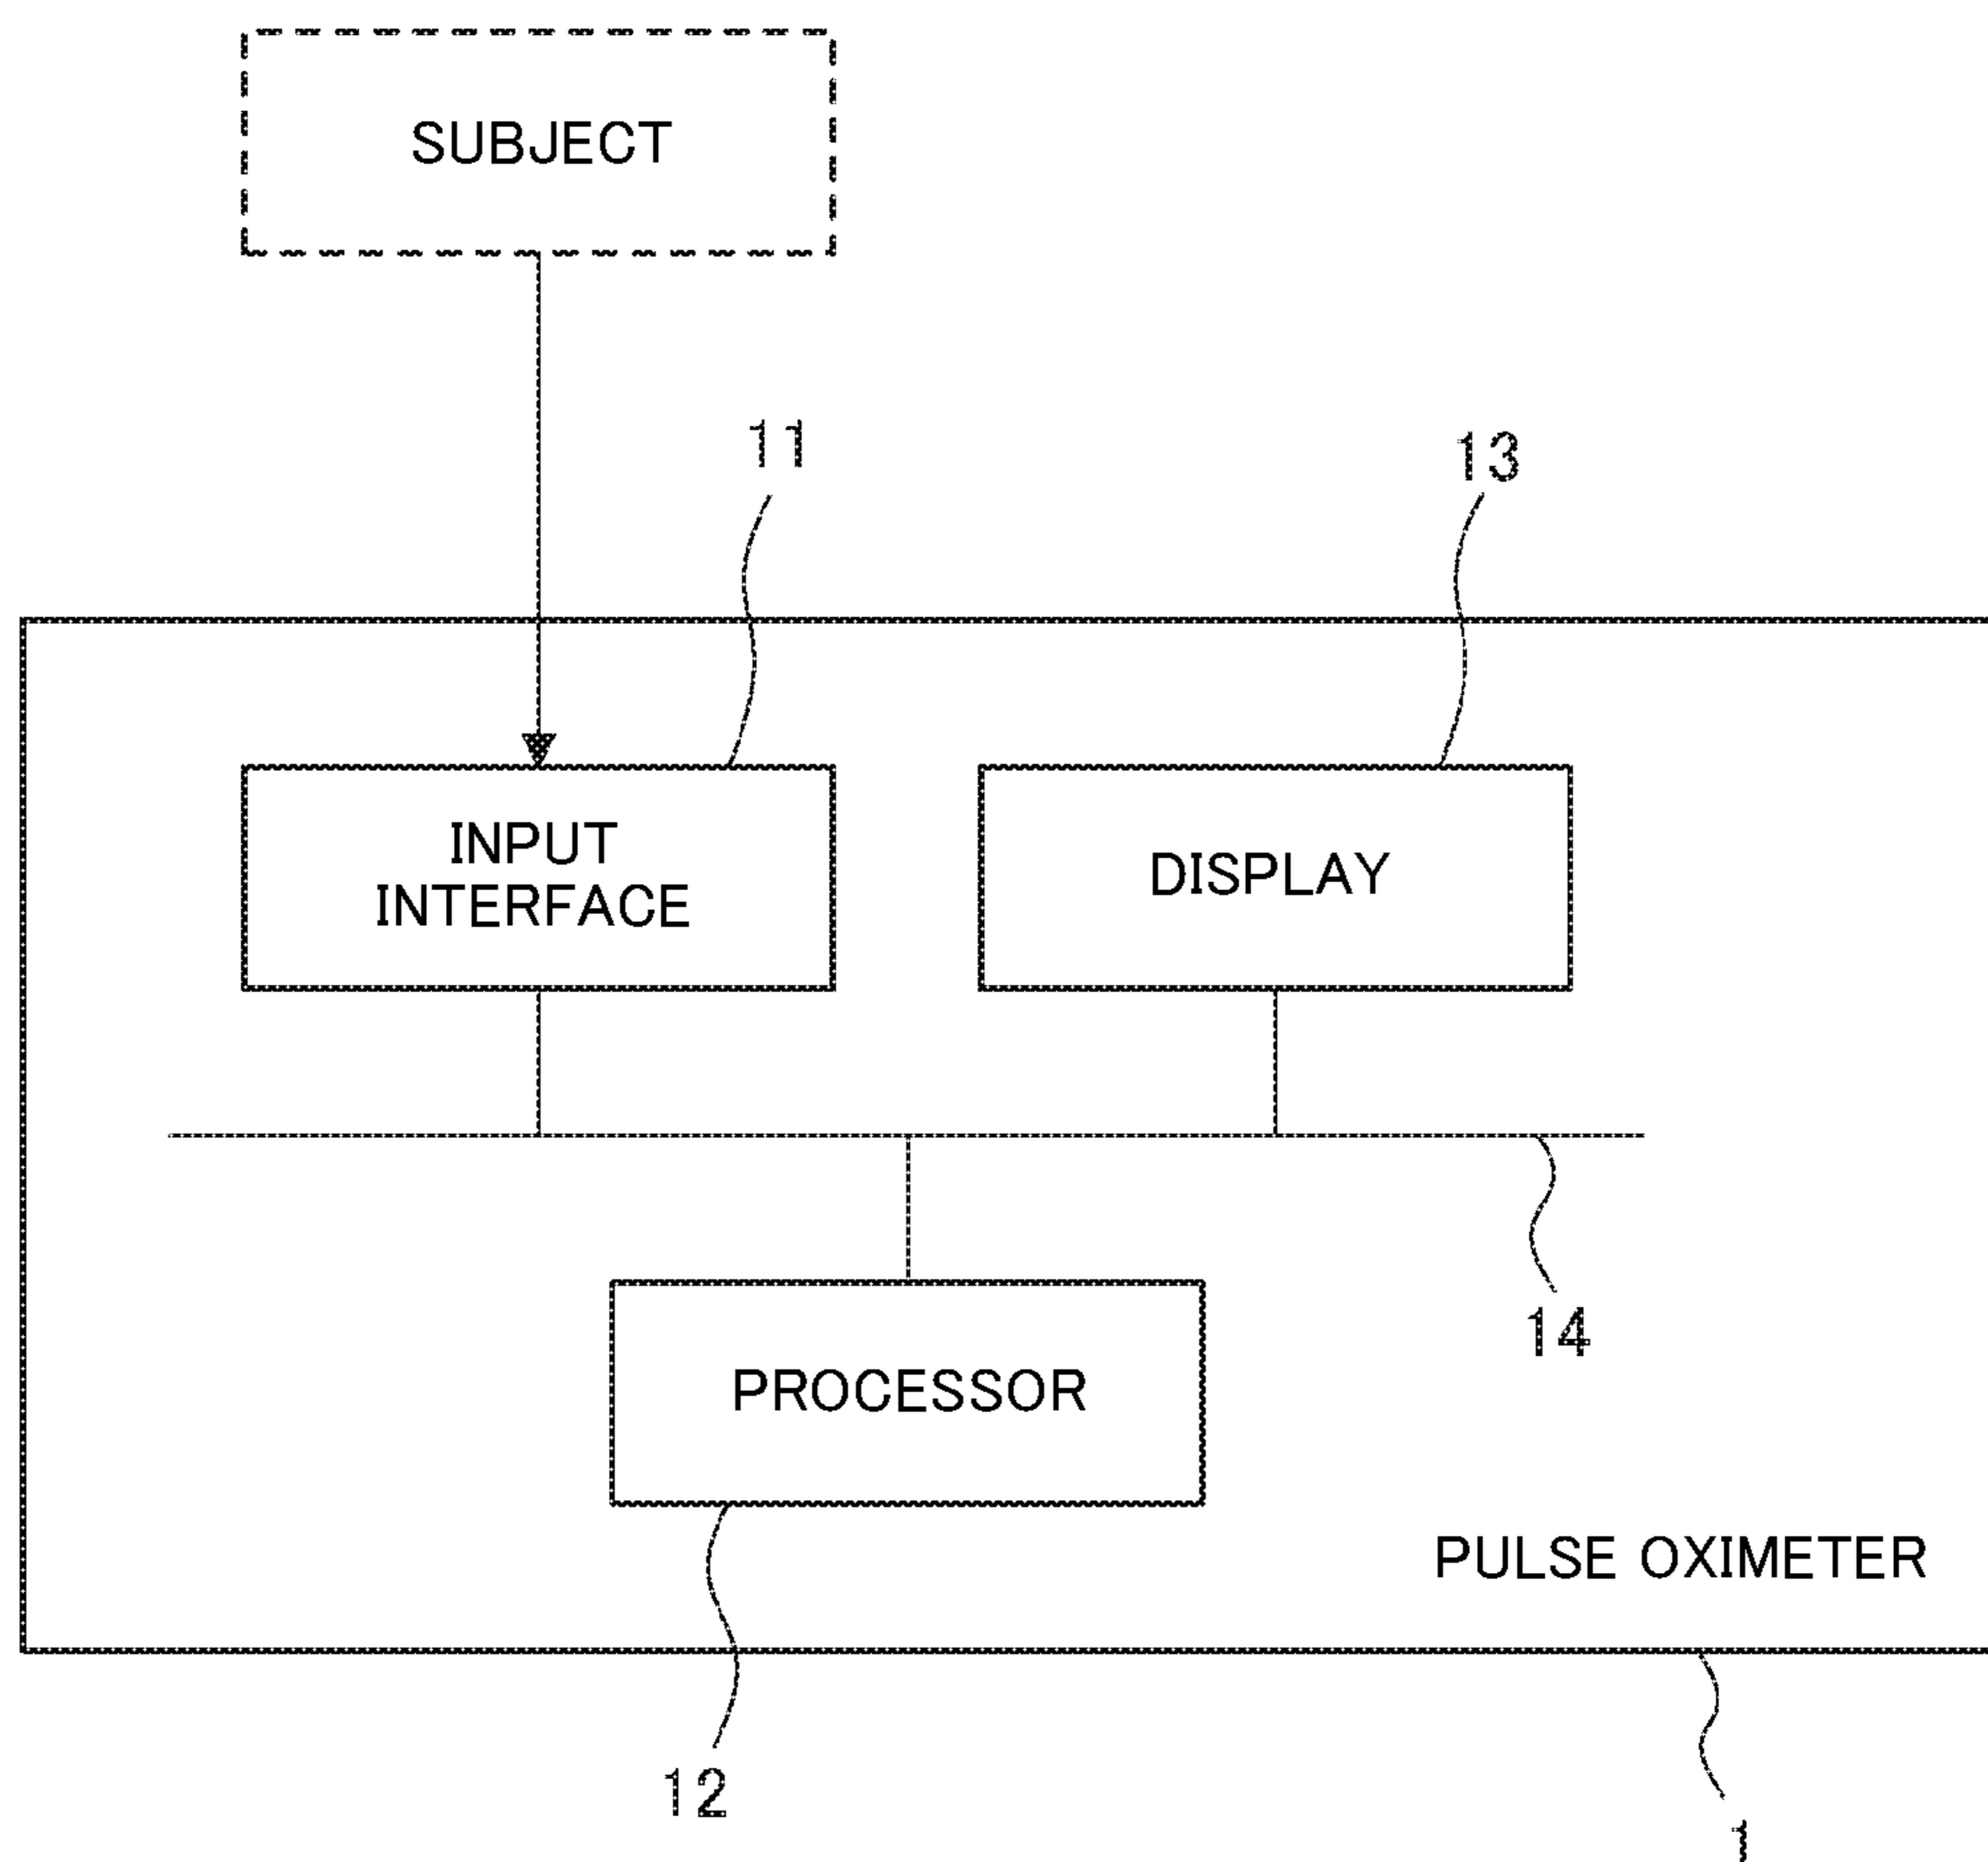 SUBJECT
11
13
INPUT
INTERFACE
DISPLAY
14
PROCESSOR
PULSE OXIMETER
12
1